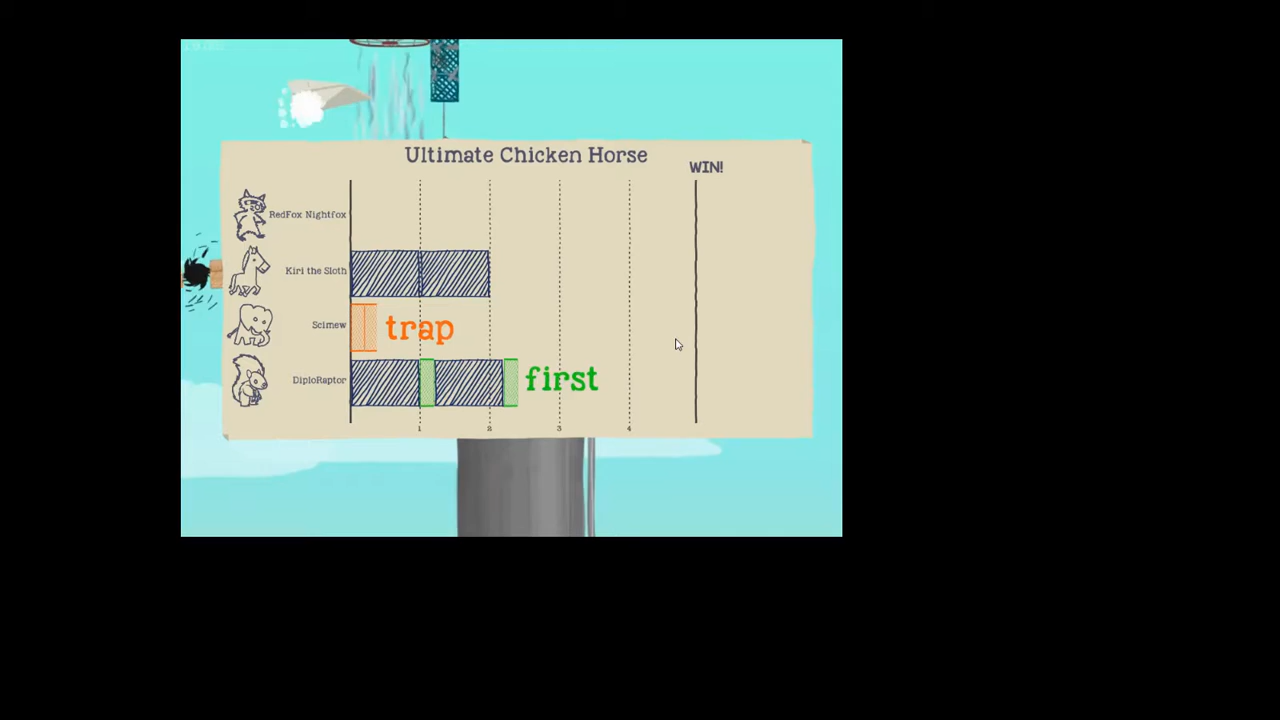 Ultimate Chicken Horse
WIN!
RedFox Nightfox
Kiri the Sloth
Scimew
trap
DiploRaptor
first
1 2 3 4